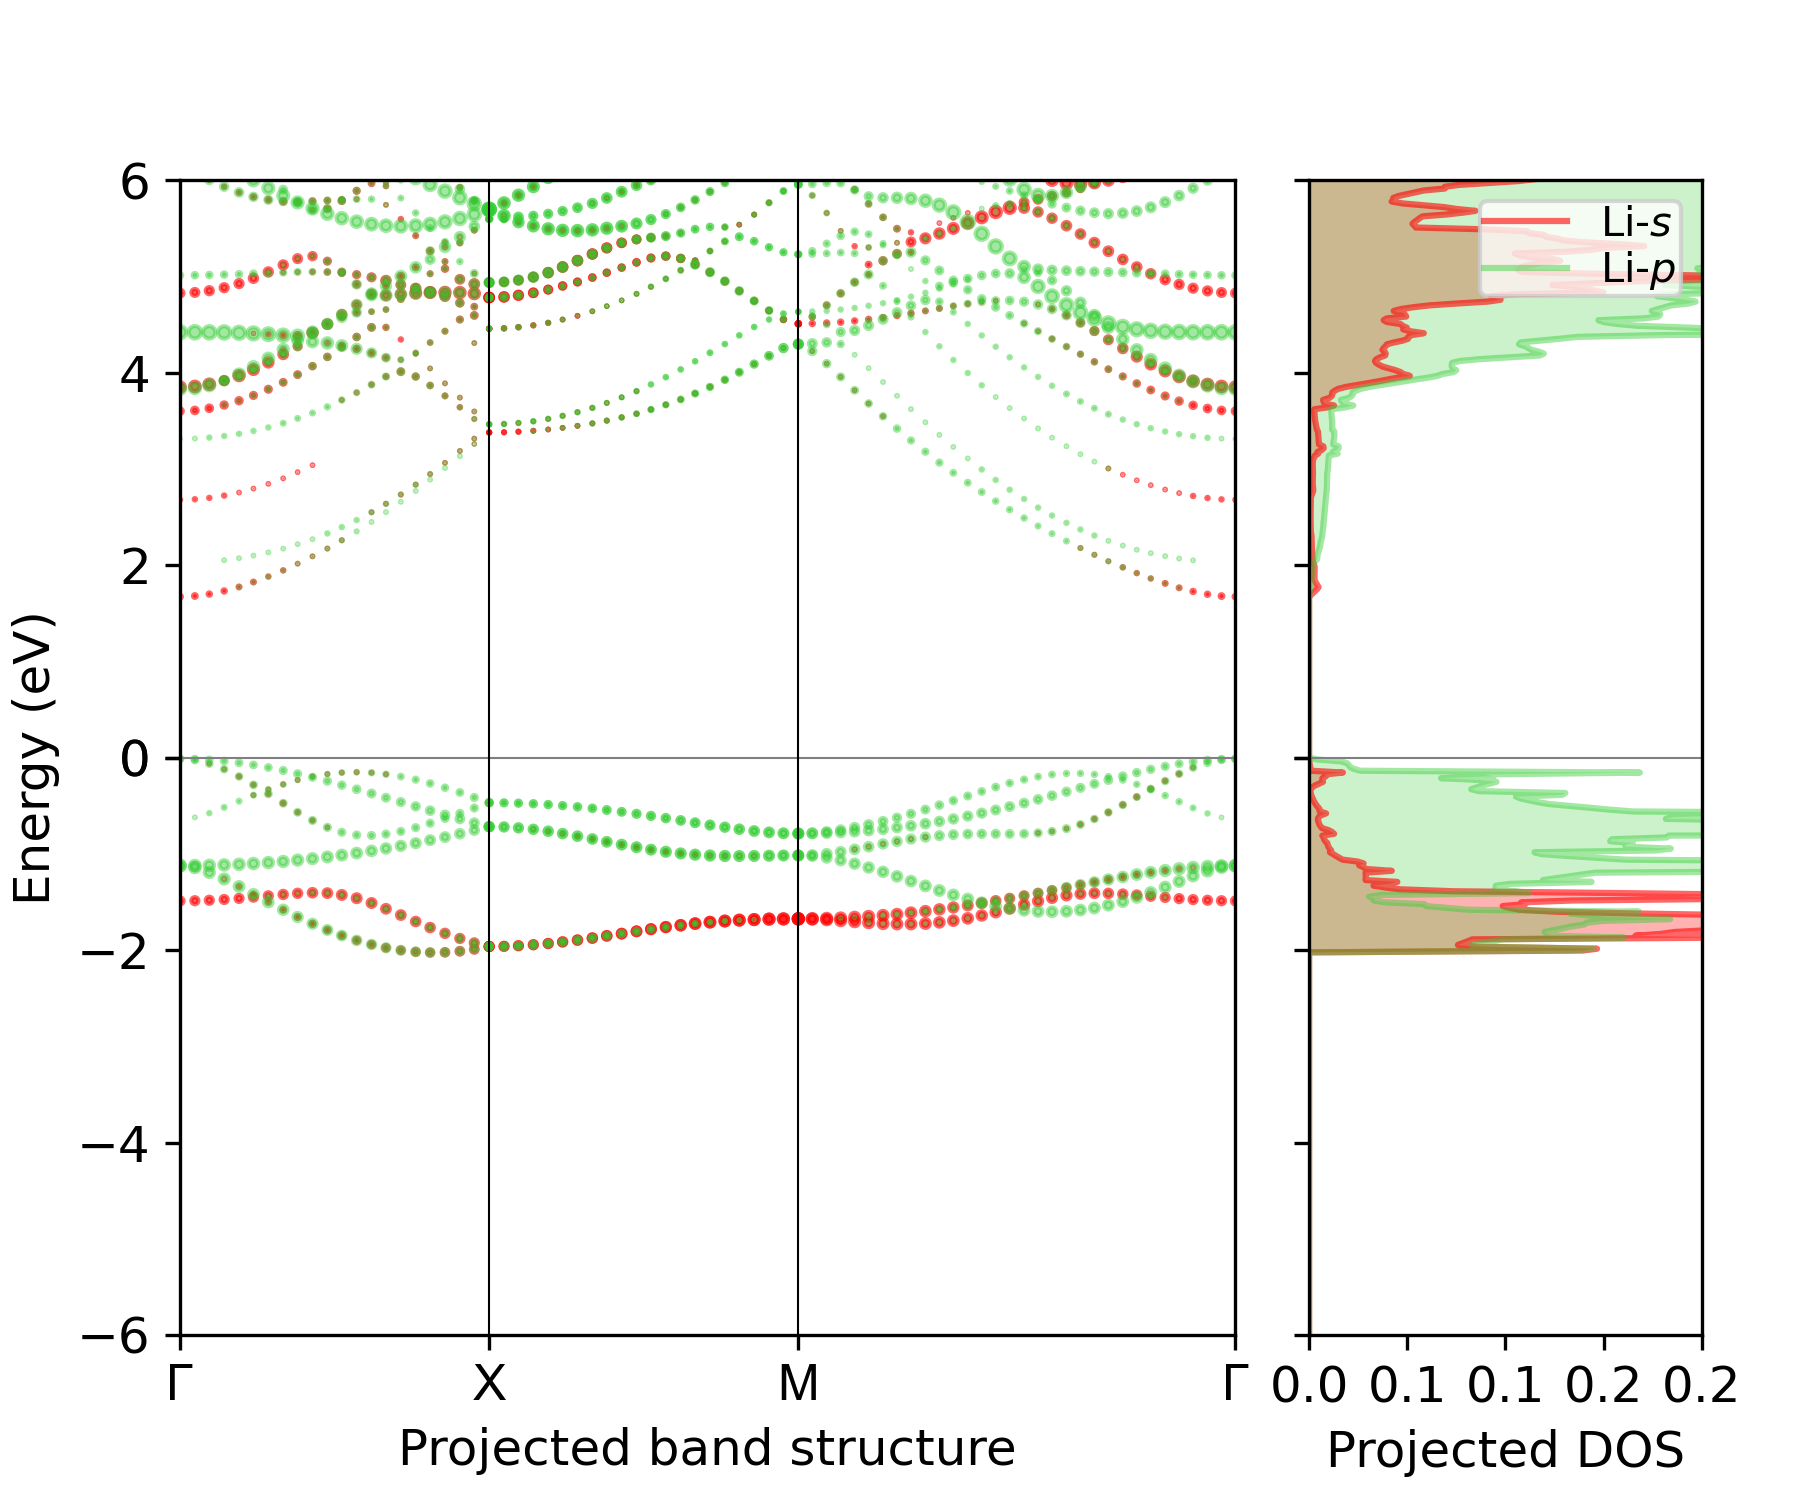 Energy (eV)
6
4
2
0
−2
−4
−6
Γ X M Γ
Projected band structure
Li-s
Li-p
0.0 0.1 0.1 0.2 0.2
Projected DOS